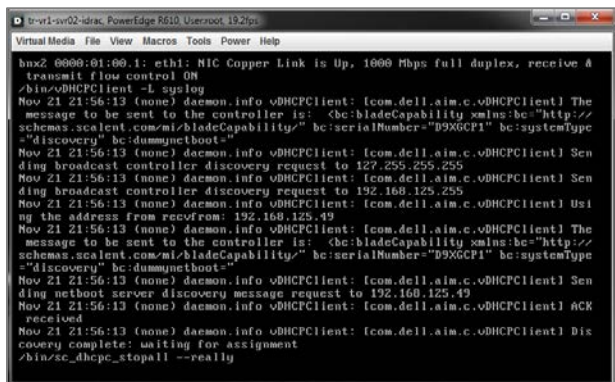 tr-vr1-svr02-idrac, PowerEdge R610, User:root, 19.2fps
Virtual Media File View Macros Tools Power Help
bnx2 0000:01:00.1: eth1: NIC Copper Link is Up, 1000 Mbps full duplex, receive &
transmit flow control ON
/bin/vDHCPClient -L syslog
Nov 21 21:56:13 (none) daemon.info vDHCPClient: [com.dell.aim.c.vDHCPClient] The
message to be sent to the controller is: <bc:bladeCapability xmlns:bc="http://
schemas.scalent.com/mi/bladeCapability/" bc:serialNumber="D9XGCP1" bc:systemType
="discovery" bc:dummynetboot="
Nov 21 21:56:13 (none) daemon.info vDHCPClient: [com.dell.aim.c.vDHCPClient] Sen
ding broadcast controller discovery request to 127.255.255.255
Nov 21 21:56:13 (none) daemon.info vDHCPClient: [com.dell.aim.c.vDHCPClient] Sen
ding broadcast controller discovery request to 192.168.125.255
Nov 21 21:56:13 (none) daemon.info vDHCPClient: [com.dell.aim.c.vDHCPClient] Usi
ng the address from recvfrom: 192.168.125.49
Nov 21 21:56:13 (none) daemon.info vDHCPClient: [com.dell.aim.c.vDHCPClient] The
message to be sent to the controller is: <bc:bladeCapability xmlns:bc="http://
schemas.scalent.com/mi/bladeCapability/" bc:serialNumber="D9XGCP1" bc:systemType
="discovery" bc:dummynetboot="
Nov 21 21:56:13 (none) daemon.info vDHCPClient: [com.dell.aim.c.vDHCPClient] Sen
ding netboot server discovery message request to 192.168.125.49
Nov 21 21:56:13 (none) daemon.info vDHCPClient: [com.dell.aim.c.vDHCPClient] ACK
received
Nov 21 21:56:13 (none) daemon.info vDHCPClient: [com.dell.aim.c.vDHCPClient] Dis
covery complete: waiting for assignment
/bin/sc_dhcpc_stopall --really